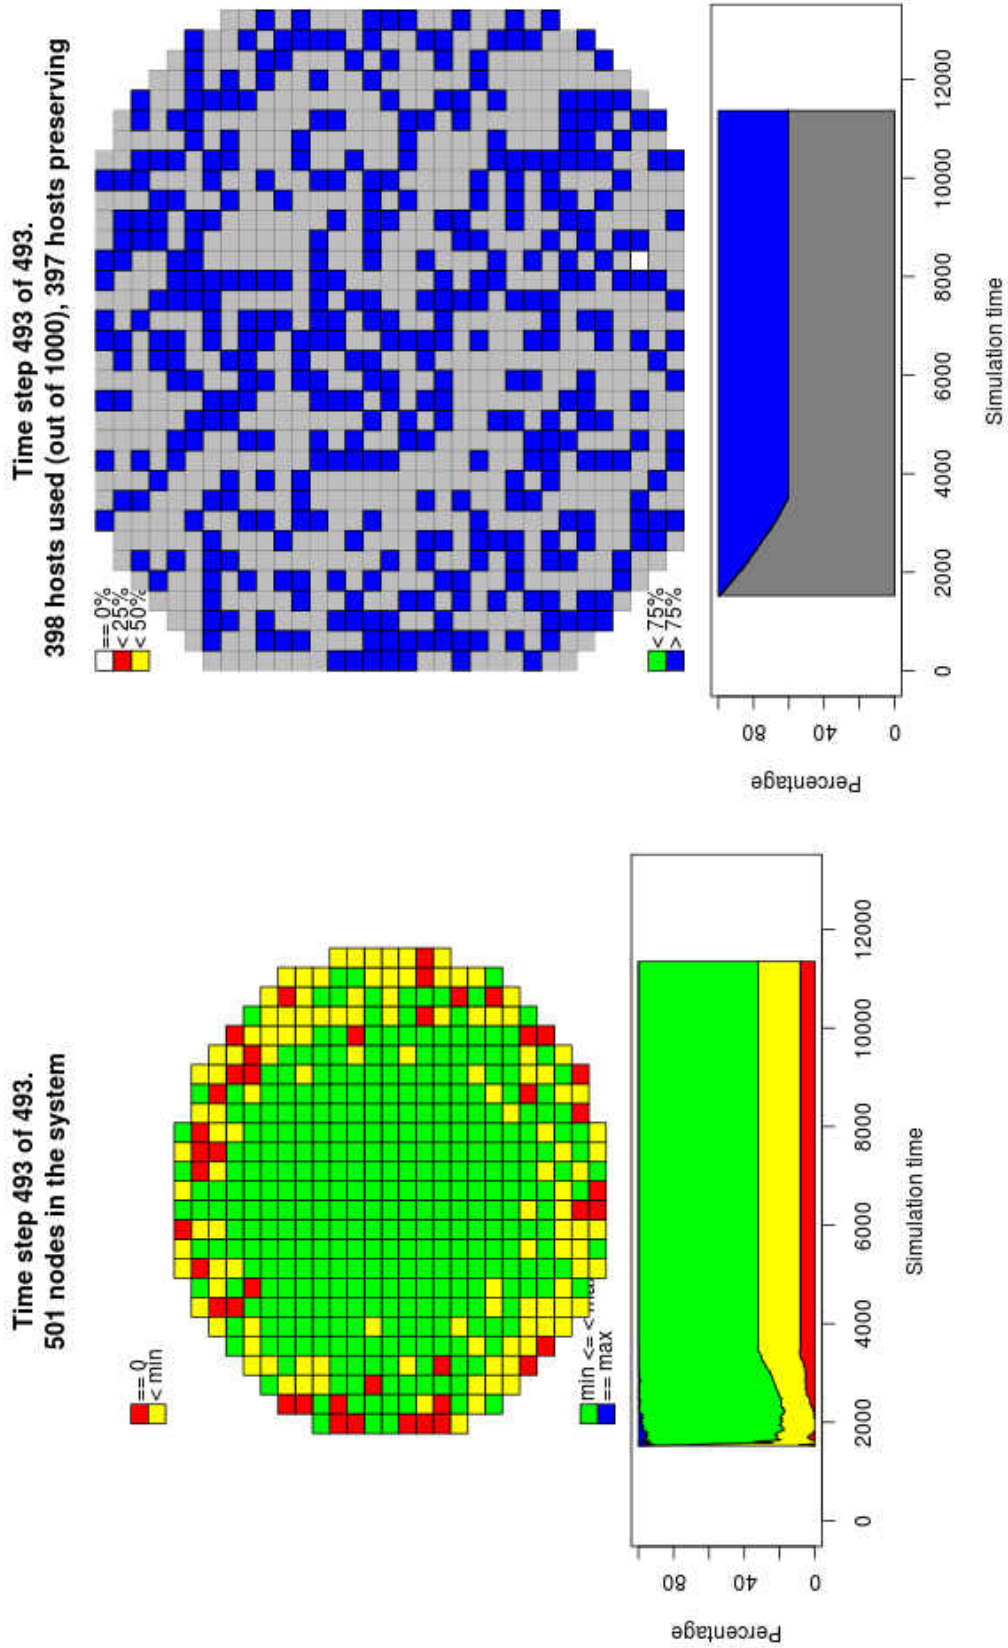 Time step 493 of 493.
501 nodes in the system
== 0
< min
min <= <
== max
Percentage
0 40 80
0 2000 4000 6000 8000 10000 12000
Simulation time
Time step 493 of 493.
398 hosts used (out of 1000), 397 hosts preserving
== 0%
< 25%
< 50%
< 75%
> 75%
Percentage
0 40 80
0 2000 4000 6000 8000 10000 12000
Simulation time